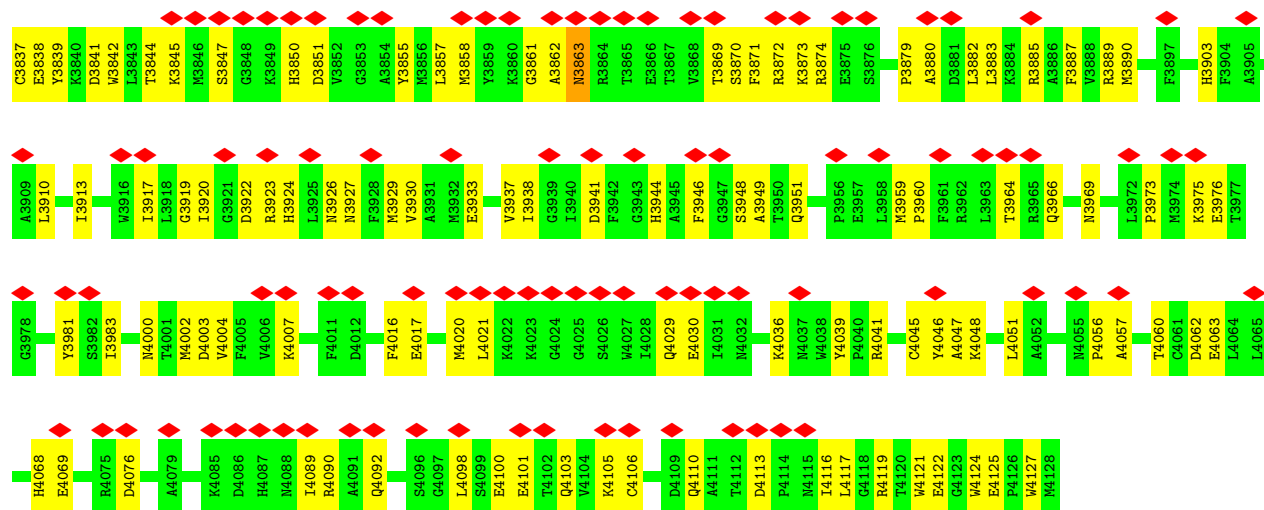 C3837 E3838 Y3839 K3840 D3841 W3842 L3843 T3844 K3845 M3846 S3847 G3848 K3849 H3850 D3851 V3852 G3853 A3854 Y3855 M3856 L3857 M3858 Y3859 K3860 G3861 A3862 N3863 R3864 T3865 E3866 T3867 V3868 T3869 S3870 F3871 R3872 K3873 R3874 E3875 S3876 P3879 A3880 D3881 L3882 L3883 K3884 R3885 A3886 F3887 V3888 R3889 M3890 F3897 H3903 F3904 A3905
A3909 L3910 I3913 W3916 I3917 L3918 G3919 I3920 G3921 D3922 R3923 H3924 L3925 N3926 N3927 F3928 M3929 V3930 A3931 M3932 E3933 V3937 I3938 G3939 I3940 D3941 F3942 G3943 H3944 A3945 F3946 G3947 S3948 A3949 T3950 Q3951 P3956 E3957 L3958 M3959 P3960 F3961 R3962 L3963 T3964 R3965 Q3966 N3969 L3972 P3973 M3974 K3975 E3976 T3977
G3978 Y3981 S3982 I3983 N4000 T4001 M4002 D4003 V4004 F4005 V4006 K4007 F4011 D4012 F4016 E4017 M4020 L4021 K4022 K4023 G4024 G4025 S4026 W4027 I4028 Q4029 E4030 I4031 N4032 K4036 N4037 W4038 Y4039 P4040 R4041 C4045 Y4046 A4047 K4048 L4051 A4052 N4055 P4056 A4057 T4060 C4061 D4062 E4063 L4064 L4065
H4068 E4069 R4075 D4076 A4079 K4085 D4086 H4087 N4088 I4089 R4090 A4091 Q4092 S4096 G4097 L4098 S4099 E4100 E4101 T4102 Q4103 V4104 K4105 C4106 D4109 Q4110 A4111 T4112 D4113 P4114 N4115 I4116 L4117 G4118 R4119 T4120 W4121 E4122 G4123 W4124 E4125 P4126 W4127 M4128